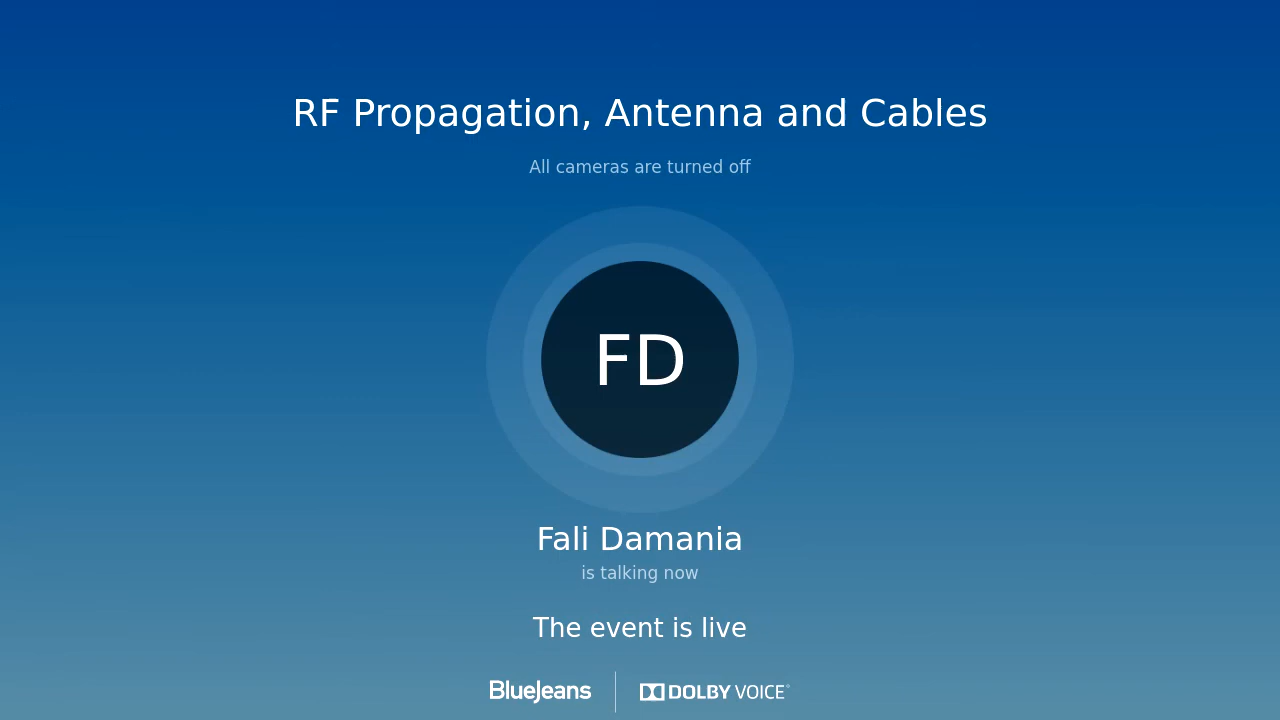 RF Propagation, Antenna and Cables
All cameras are turned off
FD
Fali Damania
is talking now
The event is live
BlueJeans
DOLBY VOICE